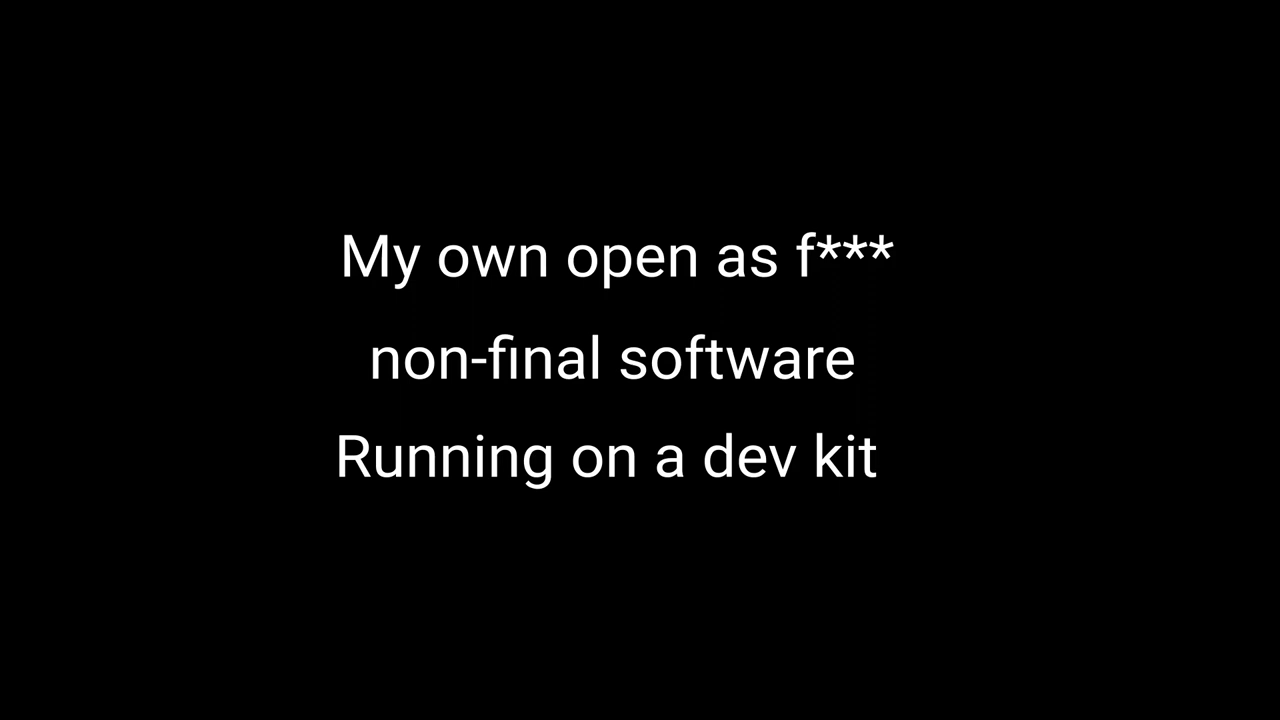 My own open as f***
non-final software
Running on a dev kit